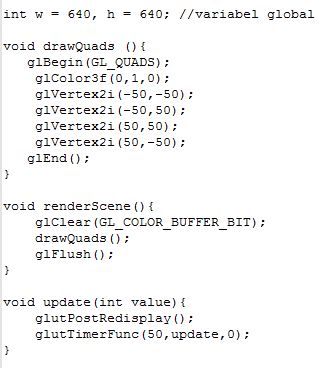 int w = 640, h = 640; //variabel global
void drawQuads (){
glBegin(GL_QUADS);
glColor3f(0,1,0);
glVertex2i(-50,-50);
glVertex2i(-50,50);
glVertex2i(50,50);
glVertex2i(50,-50);
glEnd();
}
void renderScene(){
glClear(GL_COLOR_BUFFER_BIT);
drawQuads();
glFlush();
}
void update(int value){
glutPostRedisplay();
glutTimerFunc(50,update,0);
}